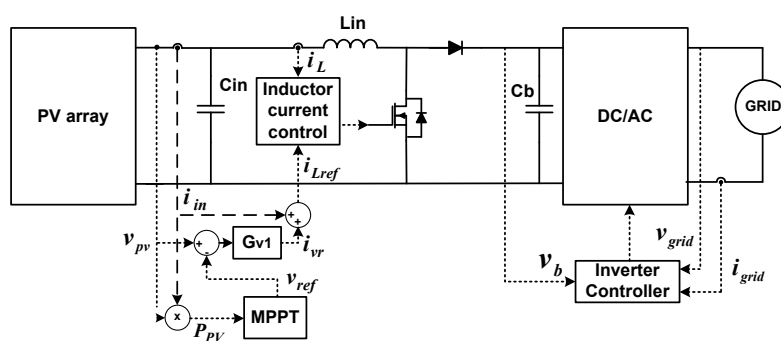 Lin
i_L
Cin
Inductor
current
control
Cb
PV array
DC/AC
GRID
i_Lref
i_in
+
+
v_pv
+
-
Gv1
i_vr
v_ref
x
P_PV
MPPT
v_b
Inverter
Controller
v_grid
i_grid